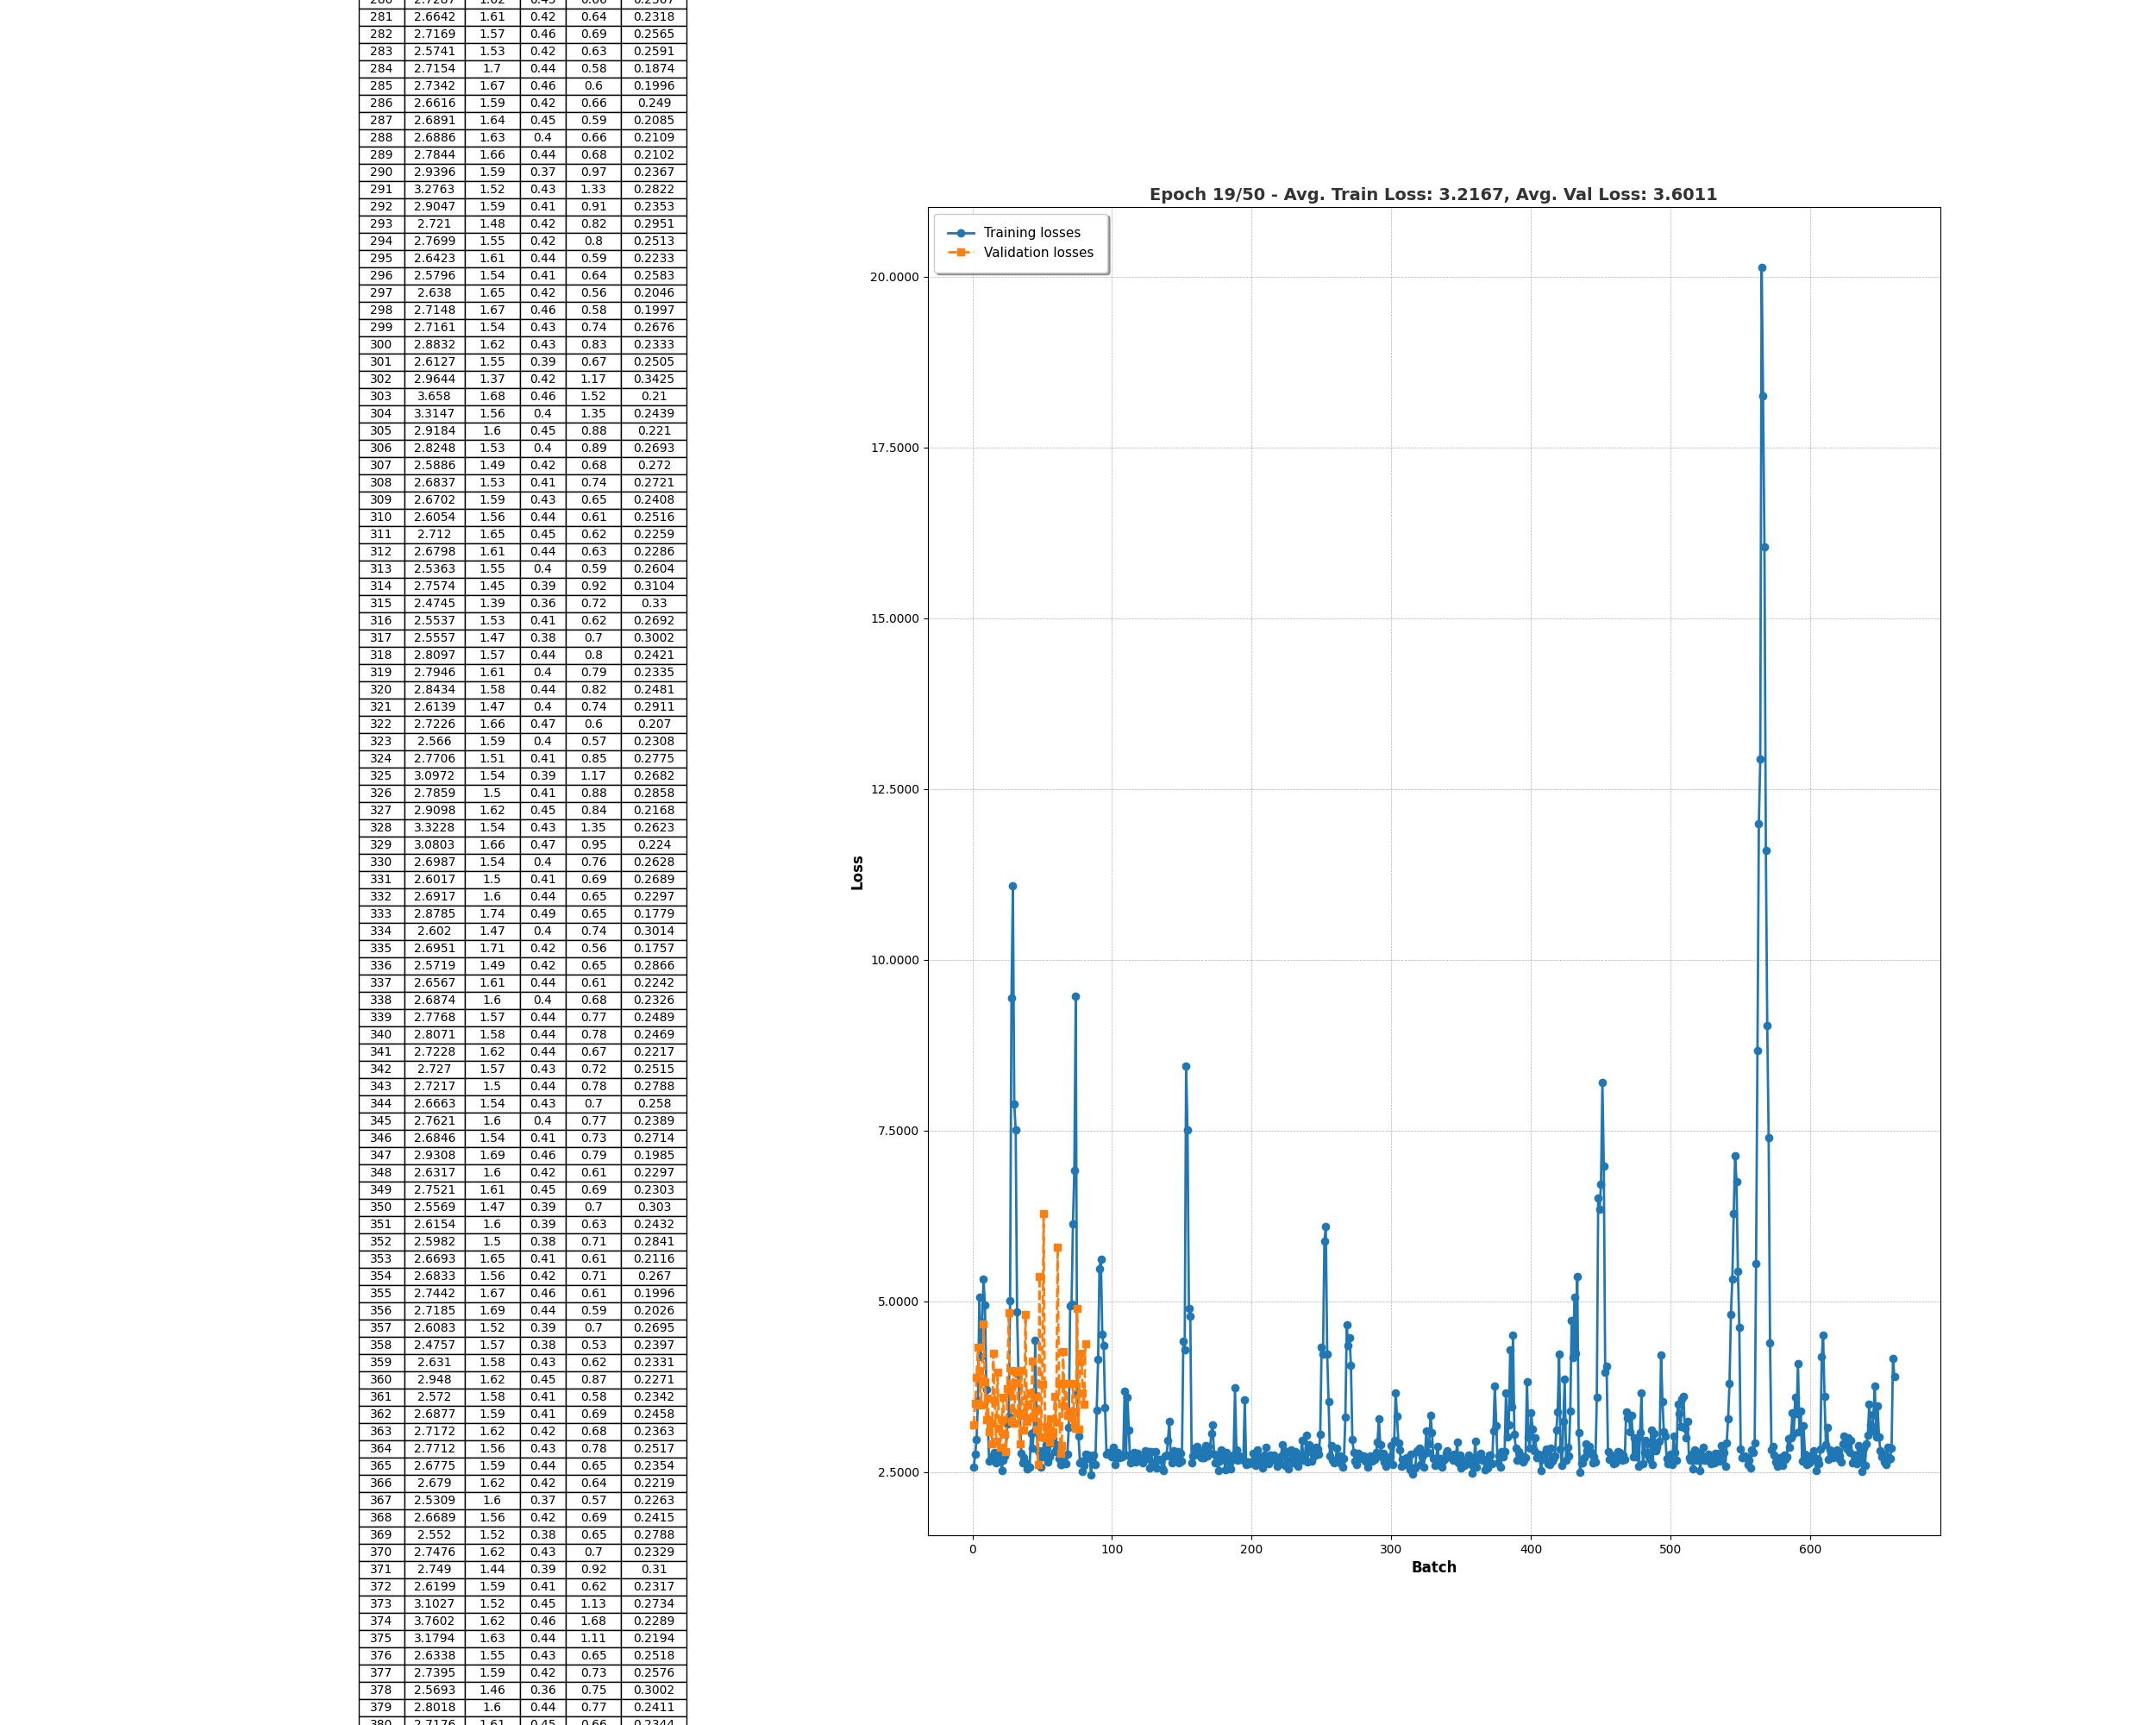 281 2.6642 1.61 0.42 0.64 0.2318
282 2.7169 1.57 0.46 0.69 0.2565
283 2.5741 1.53 0.42 0.63 0.2591
284 2.7154 1.7 0.44 0.58 0.1874
285 2.7342 1.67 0.46 0.6 0.1996
286 2.6616 1.59 0.42 0.66 0.249
287 2.6891 1.64 0.45 0.59 0.2085
288 2.6886 1.63 0.4 0.66 0.2109
289 2.7844 1.66 0.44 0.68 0.2102
290 2.9396 1.59 0.37 0.97 0.2367
291 3.2763 1.52 0.43 1.33 0.2822
292 2.9047 1.59 0.41 0.91 0.2353
293 2.721 1.48 0.42 0.82 0.2951
294 2.7699 1.55 0.42 0.8 0.2513
295 2.6423 1.61 0.44 0.59 0.2233
296 2.5796 1.54 0.41 0.64 0.2583
297 2.638 1.65 0.42 0.56 0.2046
298 2.7148 1.67 0.46 0.58 0.1997
299 2.7161 1.54 0.43 0.74 0.2676
300 2.8832 1.62 0.43 0.83 0.2333
301 2.6127 1.55 0.39 0.67 0.2505
302 2.9644 1.37 0.42 1.17 0.3425
303 3.658 1.68 0.46 1.52 0.21
304 3.3147 1.56 0.4 1.35 0.2439
305 2.9184 1.6 0.45 0.88 0.221
306 2.8248 1.53 0.4 0.89 0.2693
307 2.5886 1.49 0.42 0.68 0.272
308 2.6837 1.53 0.41 0.74 0.2721
309 2.6702 1.59 0.43 0.65 0.2408
310 2.6054 1.56 0.44 0.61 0.2516
311 2.712 1.65 0.45 0.62 0.2259
312 2.6798 1.61 0.44 0.63 0.2286
313 2.5363 1.55 0.4 0.59 0.2604
314 2.7574 1.45 0.39 0.92 0.3104
315 2.4745 1.39 0.36 0.72 0.33
316 2.5537 1.53 0.41 0.62 0.2692
317 2.5557 1.47 0.38 0.7 0.3002
318 2.8097 1.57 0.44 0.8 0.2421
319 2.7946 1.61 0.4 0.79 0.2335
320 2.8434 1.58 0.44 0.82 0.2481
321 2.6139 1.47 0.4 0.74 0.2911
322 2.7226 1.66 0.47 0.6 0.207
323 2.566 1.59 0.4 0.57 0.2308
324 2.7706 1.51 0.41 0.85 0.2775
325 3.0972 1.54 0.39 1.17 0.2682
326 2.7859 1.5 0.41 0.88 0.2858
327 2.9098 1.62 0.45 0.84 0.2168
328 3.3228 1.54 0.43 1.35 0.2623
329 3.0803 1.66 0.47 0.95 0.224
330 2.6987 1.54 0.4 0.76 0.2628
331 2.6017 1.5 0.41 0.69 0.2689
332 2.6917 1.6 0.44 0.65 0.2297
333 2.8785 1.74 0.49 0.65 0.1779
334 2.602 1.47 0.4 0.74 0.3014
335 2.6951 1.71 0.42 0.56 0.1757
336 2.5719 1.49 0.42 0.65 0.2866
337 2.6567 1.61 0.44 0.61 0.2242
338 2.6874 1.6 0.4 0.68 0.2326
339 2.7768 1.57 0.44 0.77 0.2489
340 2.8071 1.58 0.44 0.78 0.2469
341 2.7228 1.62 0.44 0.67 0.2217
342 2.727 1.57 0.43 0.72 0.2515
343 2.7217 1.5 0.44 0.78 0.2788
344 2.6663 1.54 0.43 0.7 0.258
345 2.7621 1.6 0.4 0.77 0.2389
346 2.6846 1.54 0.41 0.73 0.2714
347 2.9308 1.69 0.46 0.79 0.1985
348 2.6317 1.6 0.42 0.61 0.2297
349 2.7521 1.61 0.45 0.69 0.2303
350 2.5569 1.47 0.39 0.7 0.303
351 2.6154 1.6 0.39 0.63 0.2432
352 2.5982 1.5 0.38 0.71 0.2841
353 2.6693 1.65 0.41 0.61 0.2116
354 2.6833 1.56 0.42 0.71 0.267
355 2.7442 1.67 0.46 0.61 0.1996
356 2.7185 1.69 0.44 0.59 0.2026
357 2.6083 1.52 0.39 0.7 0.2695
358 2.4757 1.57 0.38 0.53 0.2397
359 2.631 1.58 0.43 0.62 0.2331
360 2.948 1.62 0.45 0.87 0.2271
361 2.572 1.58 0.41 0.58 0.2342
362 2.6877 1.59 0.41 0.69 0.2458
363 2.7172 1.62 0.42 0.68 0.2363
364 2.7712 1.56 0.43 0.78 0.2517
365 2.6775 1.59 0.44 0.65 0.2354
366 2.679 1.62 0.42 0.64 0.2219
367 2.5309 1.6 0.37 0.57 0.2263
368 2.6689 1.56 0.42 0.69 0.2415
369 2.552 1.52 0.38 0.65 0.2788
370 2.7476 1.62 0.43 0.7 0.2329
371 2.749 1.44 0.39 0.92 0.31
372 2.6199 1.59 0.41 0.62 0.2317
373 3.1027 1.52 0.46 1.13 0.2734
374 3.7602 1.62 0.46 1.68 0.2289
375 3.1794 1.63 0.44 1.11 0.2194
376 2.6338 1.55 0.43 0.65 0.2518
377 2.7395 1.59 0.42 0.73 0.2576
378 2.5693 1.46 0.36 0.75 0.3002
379 2.8018 1.6 0.44 0.77 0.2411
Epoch 19/50 - Avg. Train Loss: 3.2167, Avg. Val Loss: 3.6011
Training losses
Validation losses
20.0000
17.5000
15.0000
12.5000
10.0000
7.5000
5.0000
2.5000
Loss
0 100 200 300 400 500 600
Batch